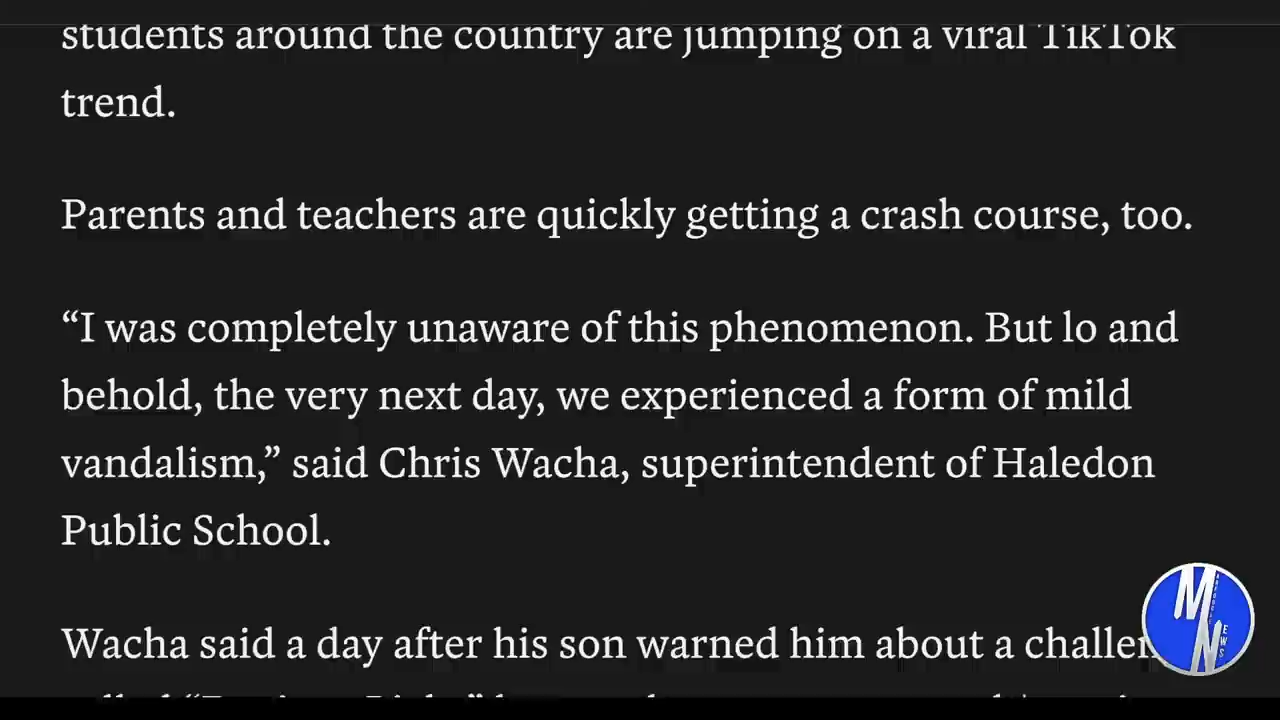 students around the country are jumping on a viral TikTok
trend.
Parents and teachers are quickly getting a crash course, too.
“I was completely unaware of this phenomenon. But lo and
behold, the very next day, we experienced a form of mild
vandalism,” said Chris Wacha, superintendent of Haledon
Public School.
Wacha said a day after his son warned him about a
MN